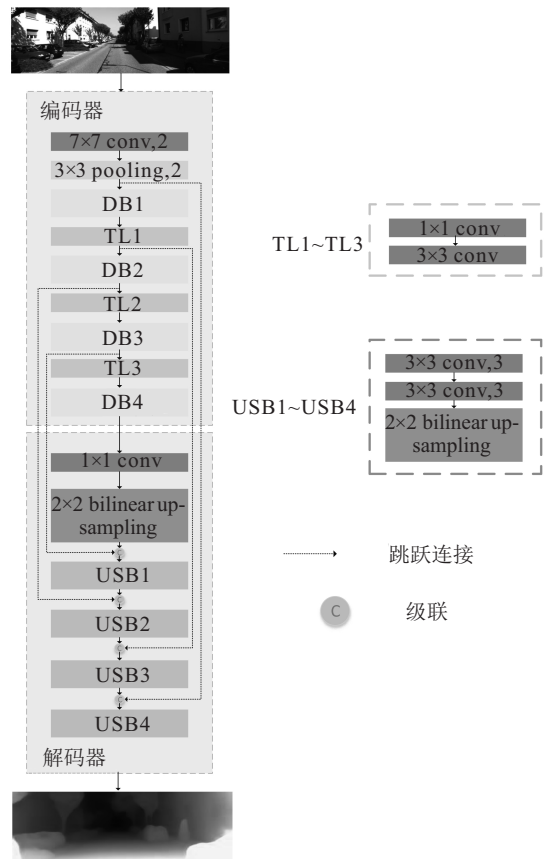 编码器
7×7 conv,2
3×3 pooling,2
DB1
TL1
DB2
TL2
DB3
TL3
DB4
1×1 conv
2×2 bilinear up-
sampling
C
USB1
C
USB2
C
USB3
C
USB4
解码器
TL1~TL3
1×1 conv
3×3 conv
USB1~USB4
3×3 conv,3
3×3 conv,3
2×2 bilinear up-
sampling
跳跃连接
C
级联